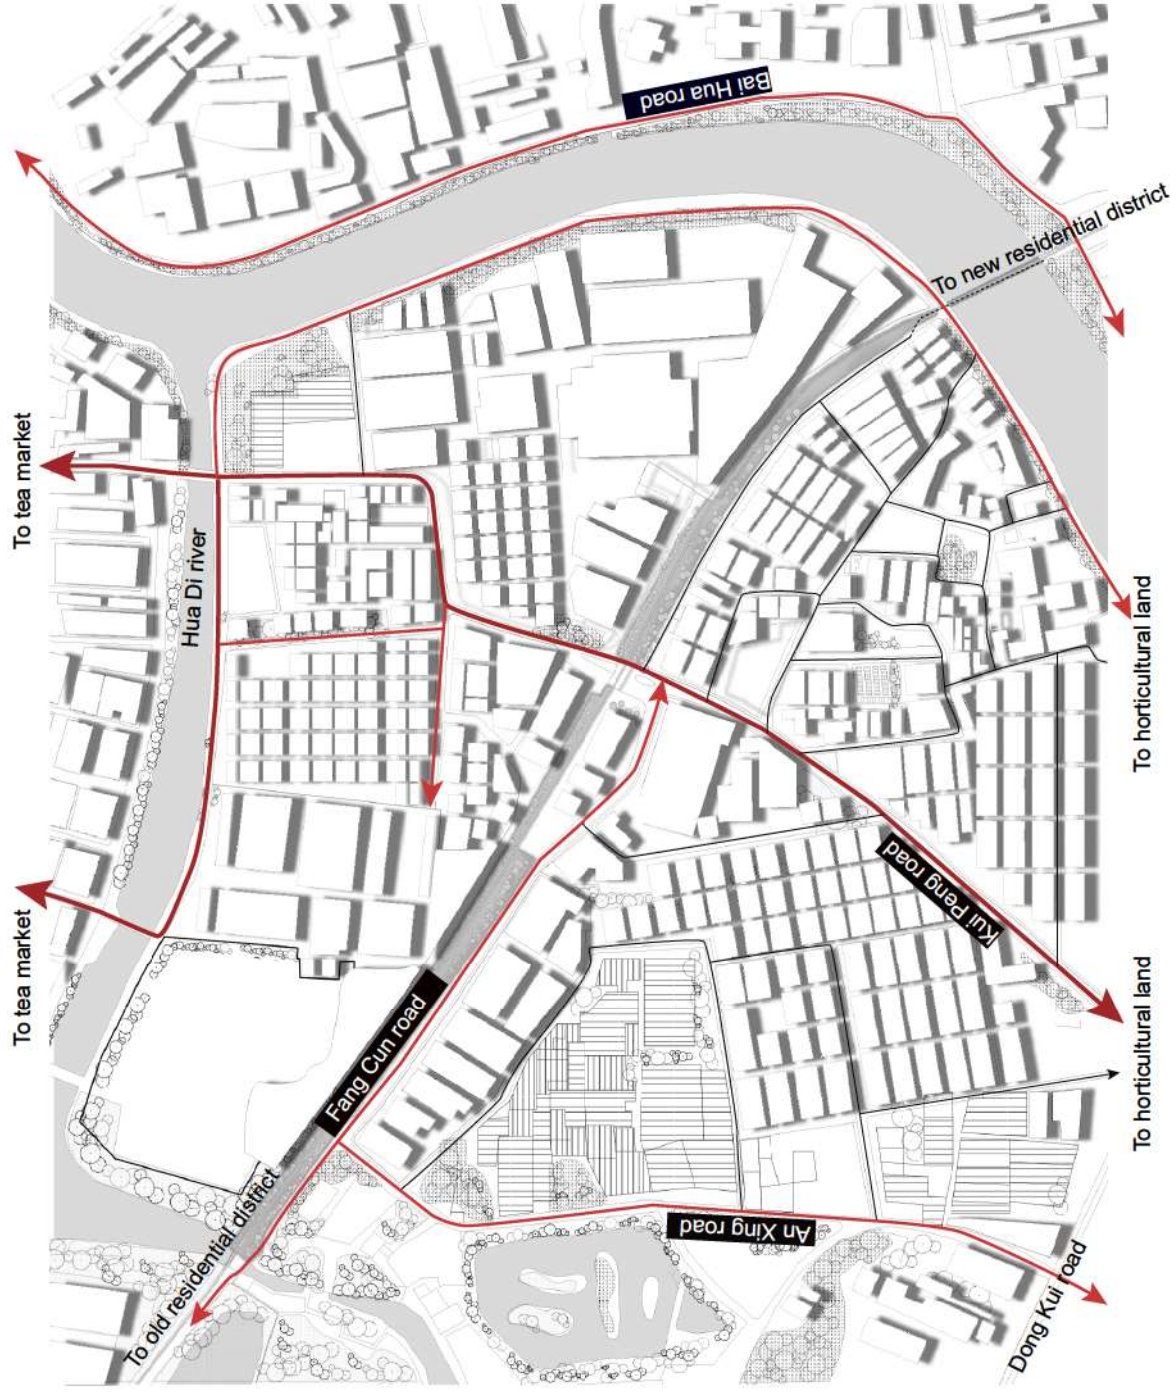 Bai Hua road
To new residential district
To tea market
Hua Di river
To horticultural land
Kui Peng road
To tea market
Fang Cun road
To horticultural land
To horticultural land
To old residential district
An Xing road
Dong Kui road